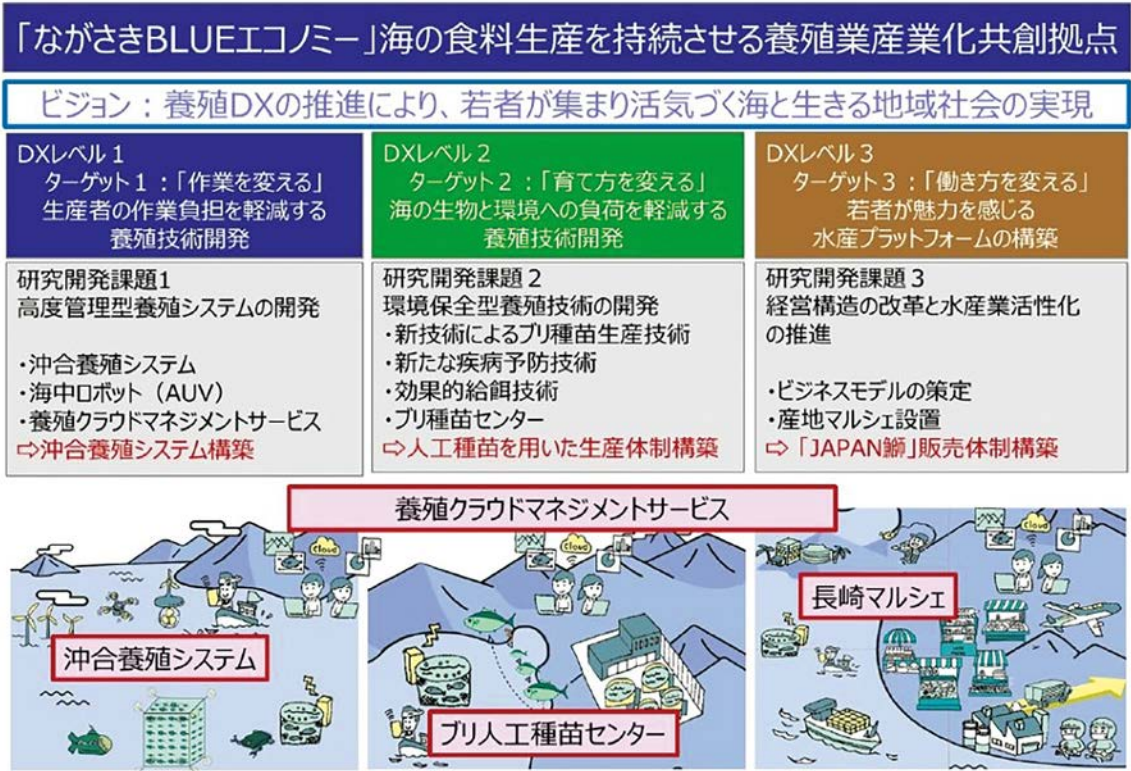 「ながさきBLUEエコノミー」海の食料生産を持続させる養殖業産業化共創拠点
ビジョン：養殖DXの推進により、若者が集まり活気づく海と生きる地域社会の実現
DXレベル1
ターゲット1：「作業を変える」
生産者の作業負担を軽減する
養殖技術開発
研究開発課題1
高度管理型養殖システムの開発
・沖合養殖システム
・海中ロボット（AUV）
・養殖クラウドマネジメントサービス
⇨沖合養殖システム構築
DXレベル2
ターゲット2：「育て方を変える」
海の生物と環境への負荷を軽減する
養殖技術開発
研究開発課題2
環境保全型養殖技術の開発
・新技術によるブリ種苗生産技術
・新たな疾病予防技術
・効果的給餌技術
・ブリ種苗センター
⇨人工種苗を用いた生産体制構築
DXレベル3
ターゲット3：「働き方を変える」
若者が魅力を感じる
水産プラットフォームの構築
研究開発課題3
経営構造の改革と水産業活性化
の推進
・ビジネスモデルの策定
・産地マルシェ設置
⇨「JAPAN鰤」販売体制構築
養殖クラウドマネジメントサービス
cloud
沖合養殖システム
cloud
ブリ人工種苗センター
cloud
長崎マルシェ